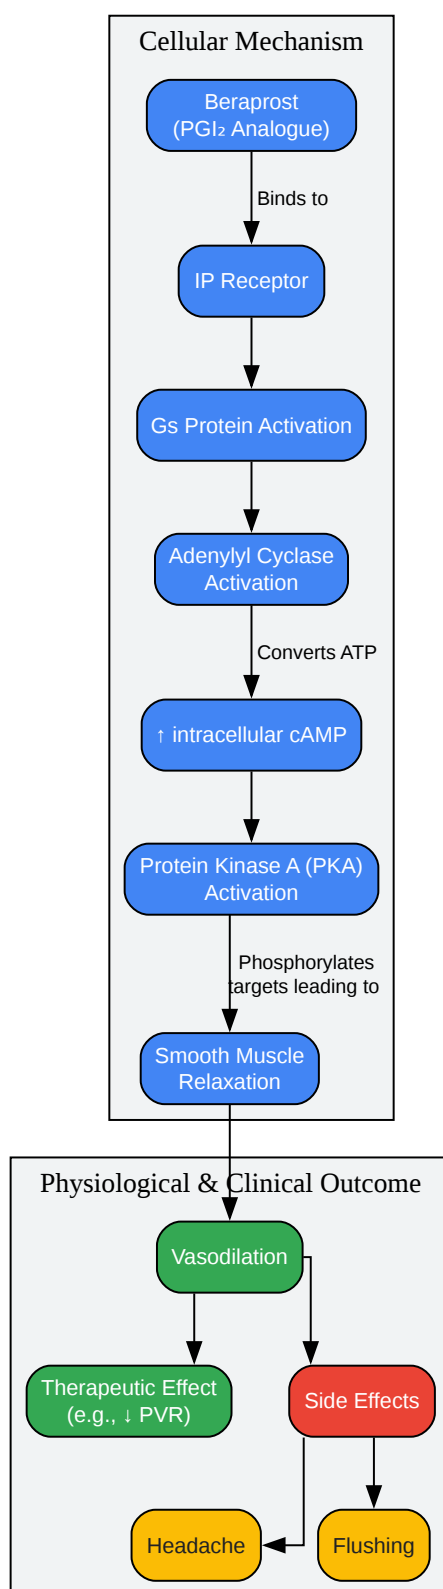 Cellular Mechanism
Beraprost
(PGI₂ Analogue)
Binds to
IP Receptor
Gs Protein Activation
Adenylyl Cyclase
Activation
Converts ATP
↑ intracellular cAMP
Protein Kinase A (PKA)
Activation
Phosphorylates
targets leading to
Smooth Muscle
Relaxation
Physiological & Clinical Outcome
Vasodilation
Therapeutic Effect
(e.g., ↓ PVR)
Side Effects
Headache
Flushing